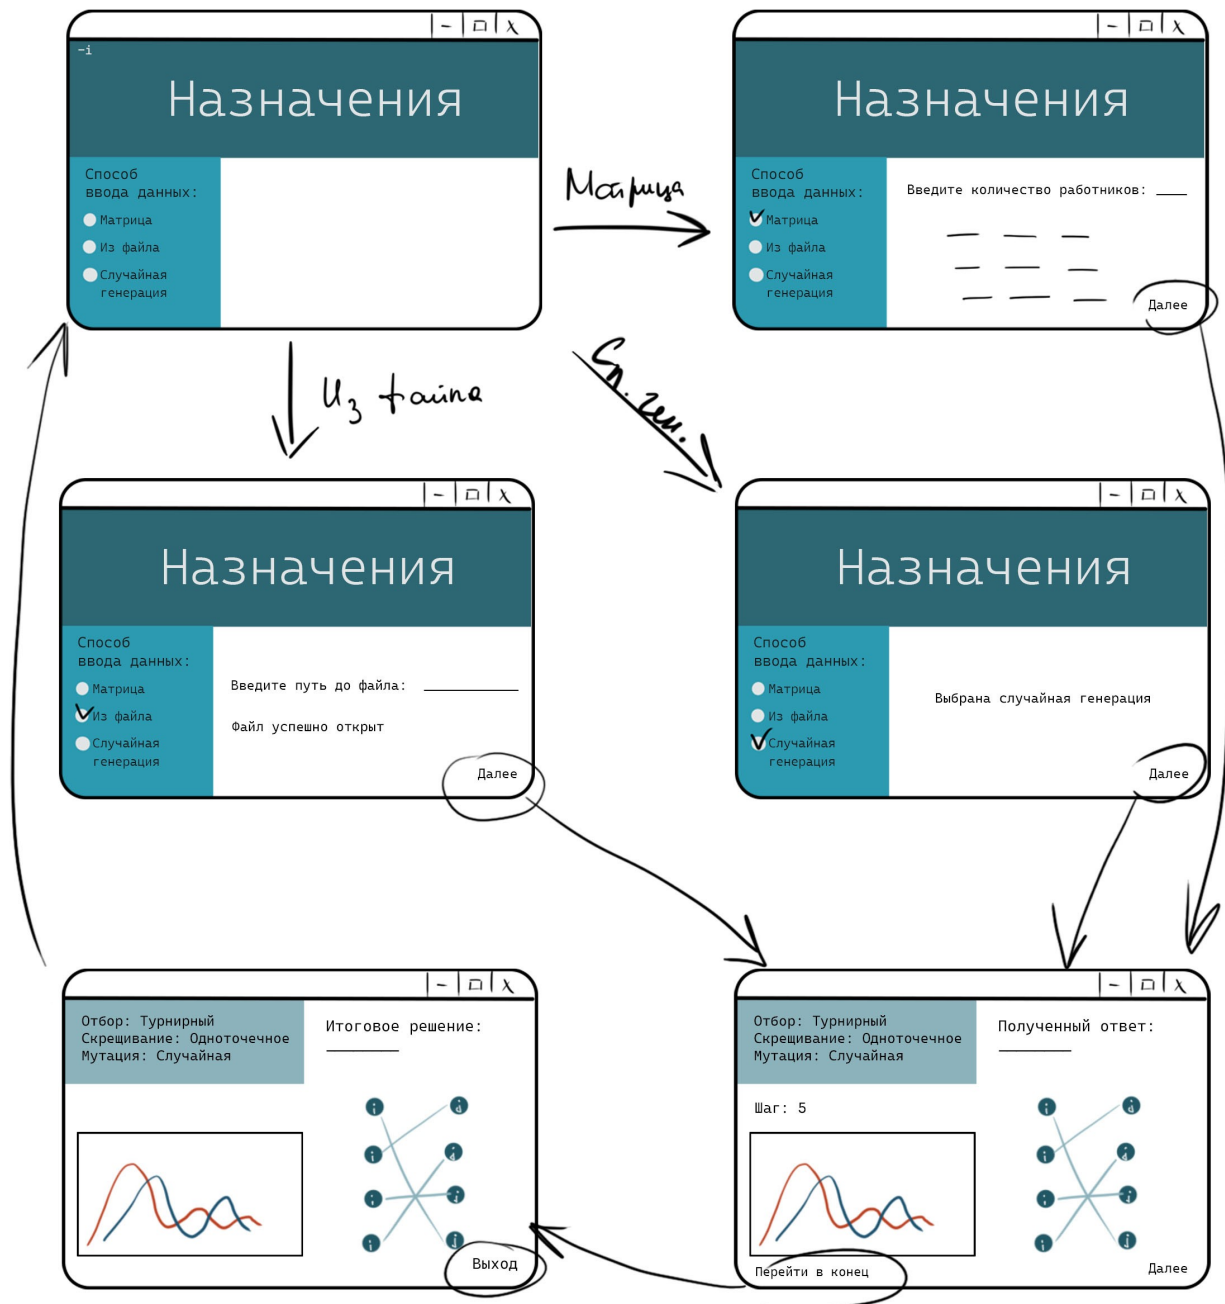 - □ X
-i
Назначения
Способ
ввода данных:
Матрица
Из файла
Случайная
генерация
Матрица
- □ X
Назначения
Способ
ввода данных:
Матрица
Из файла
Случайная
генерация
Введите количество работников: ____
Далее
Из файла
Сл. ген.
- □ X
Назначения
Способ
ввода данных:
Матрица
Из файла
Случайная
генерация
Введите путь до файла: ____________
Файл успешно открыт
Далее
- □ X
Назначения
Способ
ввода данных:
Матрица
Из файла
Случайная
генерация
Выбрана случайная генерация
Далее
- □ X
Отбор: Турнирный
Скрещивание: Одноточечное
Мутация: Случайная
Итоговое решение:
_________
Выход
- □ X
Отбор: Турнирный
Скрещивание: Одноточечное
Мутация: Случайная
Полученный ответ:
_________
Шаг: 5
Перейти в конец
Далее